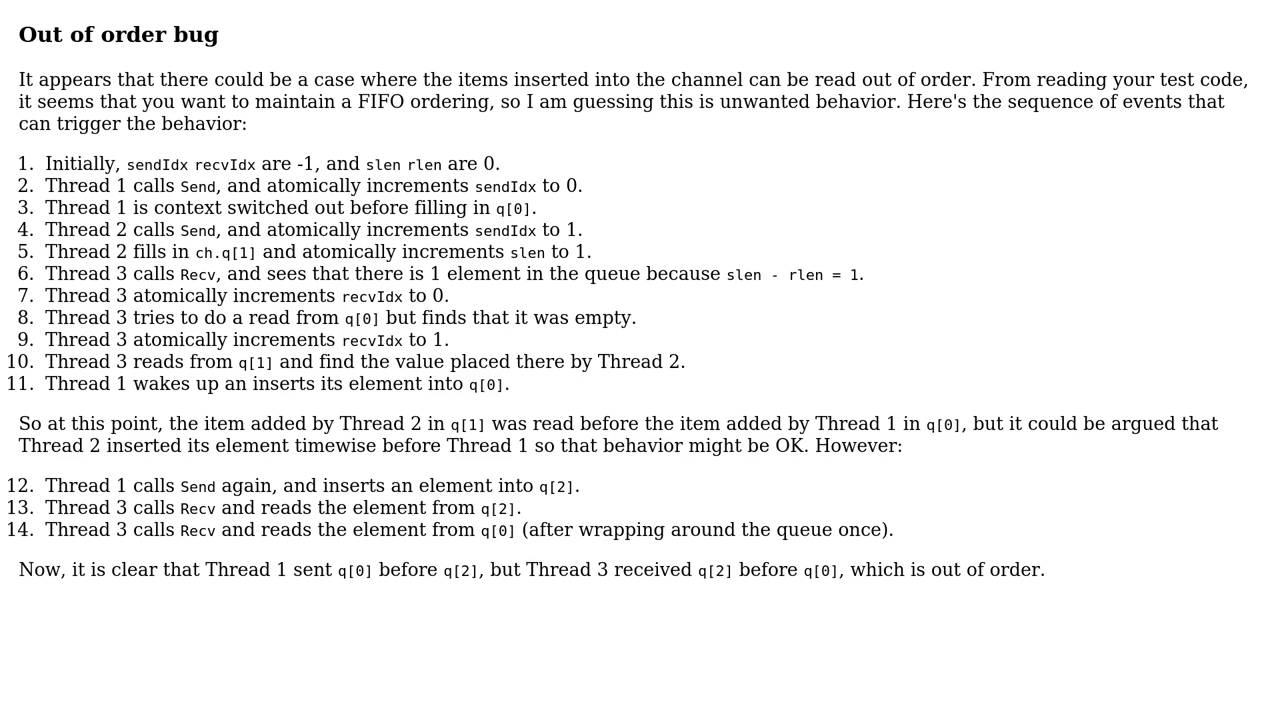 Out of order bug
It appears that there could be a case where the items inserted into the channel can be read out of order. From reading your test code,
it seems that you want to maintain a FIFO ordering, so I am guessing this is unwanted behavior. Here's the sequence of events that
can trigger the behavior:
1. Initially, sendIdx recvIdx are -1, and slen rlen are 0.
2. Thread 1 calls Send, and atomically increments sendIdx to 0.
3. Thread 1 is context switched out before filling in q[0].
4. Thread 2 calls Send, and atomically increments sendIdx to 1.
5. Thread 2 fills in ch.q[1] and atomically increments slen to 1.
6. Thread 3 calls Recv, and sees that there is 1 element in the queue because slen - rlen = 1.
7. Thread 3 atomically increments recvIdx to 0.
8. Thread 3 tries to do a read from q[0] but finds that it was empty.
9. Thread 3 atomically increments recvIdx to 1.
10. Thread 3 reads from q[1] and find the value placed there by Thread 2.
11. Thread 1 wakes up an inserts its element into q[0].
So at this point, the item added by Thread 2 in q[1] was read before the item added by Thread 1 in q[0], but it could be argued that
Thread 2 inserted its element timewise before Thread 1 so that behavior might be OK. However:
12. Thread 1 calls Send again, and inserts an element into q[2].
13. Thread 3 calls Recv and reads the element from q[2].
14. Thread 3 calls Recv and reads the element from q[0] (after wrapping around the queue once).
Now, it is clear that Thread 1 sent q[0] before q[2], but Thread 3 received q[2] before q[0], which is out of order.